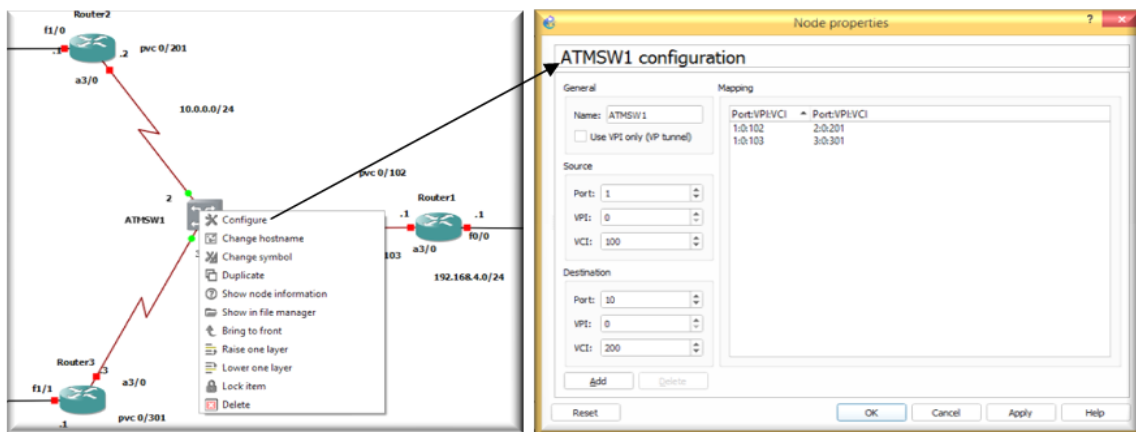 Router2
f1/0
.1
.2
pvc 0/201
a3/0
10.0.0.0/24
pvc 0/102
2
Router1
ATMSW1
.1
.1
f0/0
a3/0
103
192.168.4.0/24
Configure
Change hostname
Change symbol
Duplicate
Show node information
Show in file manager
Bring to front
Raise one layer
Lower one layer
Lock item
Delete
Router3
.3
a3/0
f1/1
.1
pvc 0/301
Node properties
?
ATMSW1 configuration
General
Name: ATMSW1
Use VPI only (VP tunnel)
Source
Port: 1
VPI: 0
VCI: 100
Destination
Port: 10
VPI: 0
VCI: 200
Add Delete
Mapping
Port:VPI:VCI Port:VPI:VCI
1:0:102 2:0:201
1:0:103 3:0:301
Reset OK Cancel Apply Help